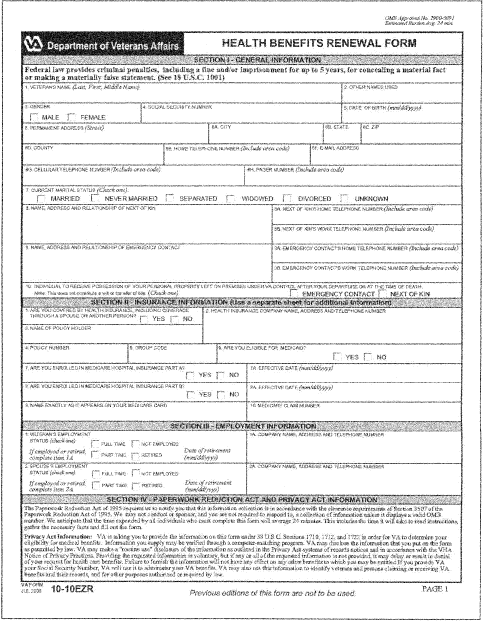 OMB Approved No. 2900-0091
Estimated Burden Avg. 24 min.
Department of Veterans Affairs
HEALTH BENEFITS RENEWAL FORM
SECTION I - GENERAL INFORMATION
Federal law provides criminal penalties, including a fine and/or imprisonment for up to 5 years, for concealing a material fact
or making a materially false statement. (See 18 U.S.C. 1001)
1. VETERAN'S NAME (Last, First, Middle Name)
2. OTHER NAMES USED
3. GENDER
MALE FEMALE
4. SOCIAL SECURITY NUMBER
5. DATE OF BIRTH (mm/dd/yyyy)
6. PERMANENT ADDRESS (Street)
6A. CITY
6B. STATE
6C. ZIP
6D. COUNTY
6E. HOME TELEPHONE NUMBER (Include area code)
6F. E-MAIL ADDRESS
6G. CELLULAR TELEPHONE NUMBER (Include area code)
6H. PAGER NUMBER (Include area code)
7. CURRENT MARITAL STATUS (Check one)
MARRIED NEVER MARRIED SEPARATED WIDOWED DIVORCED UNKNOWN
8. NAME, ADDRESS AND RELATIONSHIP OF NEXT OF KIN
8A. NEXT OF KIN'S HOME TELEPHONE NUMBER (Include area code)
8B. NEXT OF KIN'S WORK TELEPHONE NUMBER (Include area code)
9. NAME, ADDRESS AND RELATIONSHIP OF EMERGENCY CONTACT
9A. EMERGENCY CONTACT'S HOME TELEPHONE NUMBER (Include area code)
9B. EMERGENCY CONTACT'S WORK TELEPHONE NUMBER (Include area code)
10. INDIVIDUAL TO RECEIVE POSSESSION OF YOUR PERSONAL PROPERTY LEFT ON PREMISES UNDER VA CONTROL AFTER YOUR DEPARTURE OR AT THE TIME OF DEATH.
Note: This does not constitute a will or transfer of title. (Check one)
EMERGENCY CONTACT NEXT OF KIN
SECTION II - INSURANCE INFORMATION (Use a separate sheet for additional information)
1. ARE YOU COVERED BY HEALTH INSURANCE, INCLUDING COVERAGE
THROUGH A SPOUSE OR ANOTHER PERSON? YES NO
2. HEALTH INSURANCE COMPANY NAME, ADDRESS AND TELEPHONE NUMBER
3. NAME OF POLICY HOLDER
4. POLICY NUMBER
5. GROUP CODE
6. ARE YOU ELIGIBLE FOR MEDICAID?
YES NO
7. ARE YOU ENROLLED IN MEDICARE HOSPITAL INSURANCE PART A?
YES NO
7A. EFFECTIVE DATE (mm/dd/yyyy)
8. ARE YOU ENROLLED IN MEDICARE HOSPITAL INSURANCE PART B?
YES NO
8A. EFFECTIVE DATE (mm/dd/yyyy)
9. NAME EXACTLY AS IT APPEARS ON YOUR MEDICARE CARD
10. MEDICARE CLAIM NUMBER
SECTION III - EMPLOYMENT INFORMATION
1. VETERAN'S EMPLOYMENT
STATUS (check one)
If employed or retired,
complete item 1A
FULL TIME NOT EMPLOYED
PART TIME RETIRED
Date of retirement
(mm/dd/yyyy)
1A. COMPANY NAME, ADDRESS AND TELEPHONE NUMBER
2. SPOUSE'S EMPLOYMENT
STATUS (check one)
If employed or retired,
complete item 2A
FULL TIME NOT EMPLOYED
PART TIME RETIRED
Date of retirement
(mm/dd/yyyy)
2A. COMPANY NAME, ADDRESS AND TELEPHONE NUMBER
SECTION IV - PAPERWORK REDUCTION ACT AND PRIVACY ACT INFORMATION
The Paperwork Reduction Act of 1995 requires us to notify you that this information collection is in accordance with the clearance requirements of Section 3507 of the
Paperwork Reduction Act of 1995. We may not conduct or sponsor, and you are not required to respond to, a collection of information unless it displays a valid OMB
number. We anticipate that the time expended by all individuals who must complete this form will average 24 minutes. This includes the time it will take to read instructions,
gather the necessary facts and fill out the form.
Privacy Act Information: VA is asking you to provide the information on this form under 38 U.S.C. Sections 1710, 1712, and 1722 in order for VA to determine your
eligibility for medical benefits. Information you supply may be verified through a computer-matching program. VA may disclose the information that you put on the form
as permitted by law. VA may make a "routine use" disclosure of the information as outlined in the Privacy Act systems of records notices and in accordance with the VHA
Notice of Privacy Practices. Providing the requested information is voluntary, but if any or all of the requested information is not provided, it may delay or result in denial
of your request for health care benefits. Failure to furnish the information will not have any effect on any other benefits to which you may be entitled. If you provide VA
your Social Security Number, VA will use it to administer your VA benefits. VA may also use this information to identify veterans and persons claiming or receiving VA
benefits and their records, and for other purposes authorized or required by law.
VA FORM
10-10EZR
Previous editions of this form are not to be used.
PAGE 1